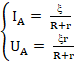 I_A = ξ/(R+r)
U_A = ξr/(R+r)